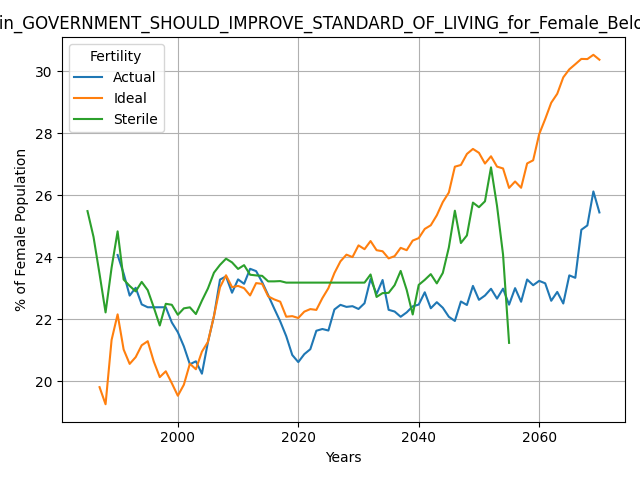 in_GOVERNMENT_SHOULD_IMPROVE_STANDARD_OF_LIVING_for_Female_Belo
Fertility
Actual
Ideal
Sterile
% of Female Population
30
28
26
24
22
20
2000
2020
2040
2060
Years